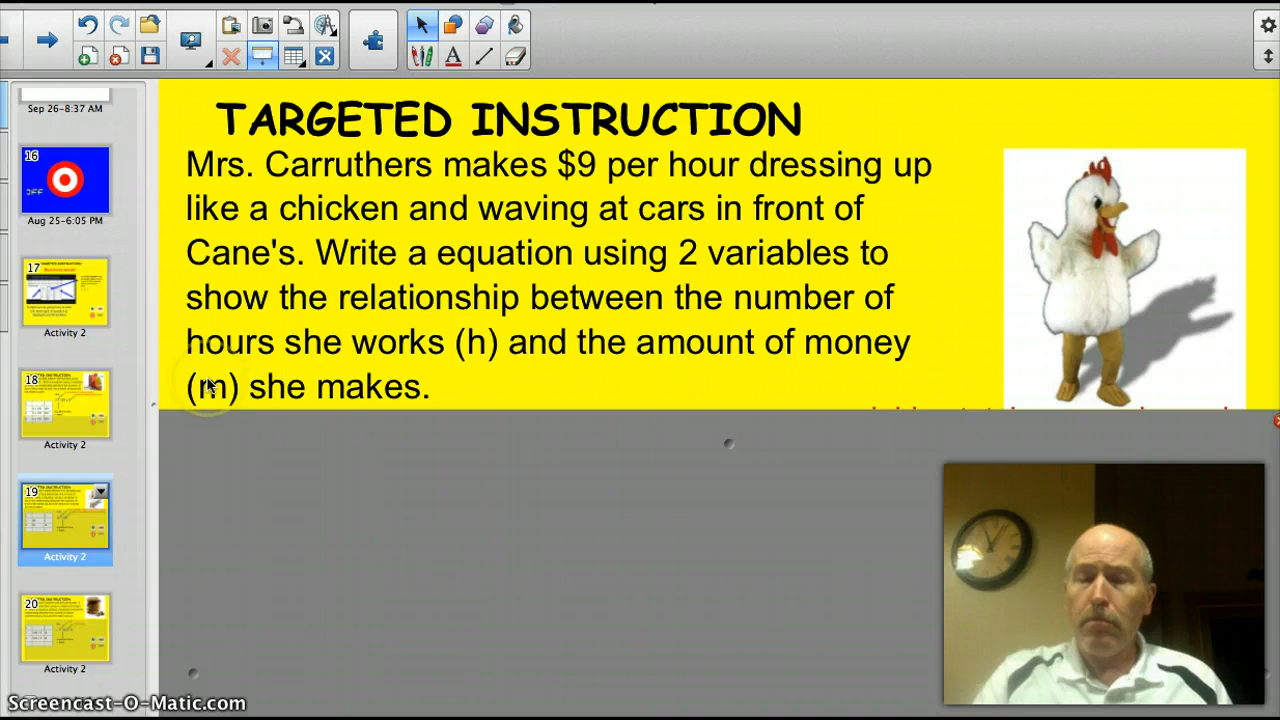 Sep 26-8:37 AM
16
OFF
Aug 25-6:05 PM
17
Activity 2
18
Activity 2
19
Activity 2
20
Activity 2
TARGETED INSTRUCTION
Mrs. Carruthers makes $9 per hour dressing up
like a chicken and waving at cars in front of
Cane's. Write a equation using 2 variables to
show the relationship between the number of
hours she works (h) and the amount of money
(m) she makes.
Screencast-O-Matic.com